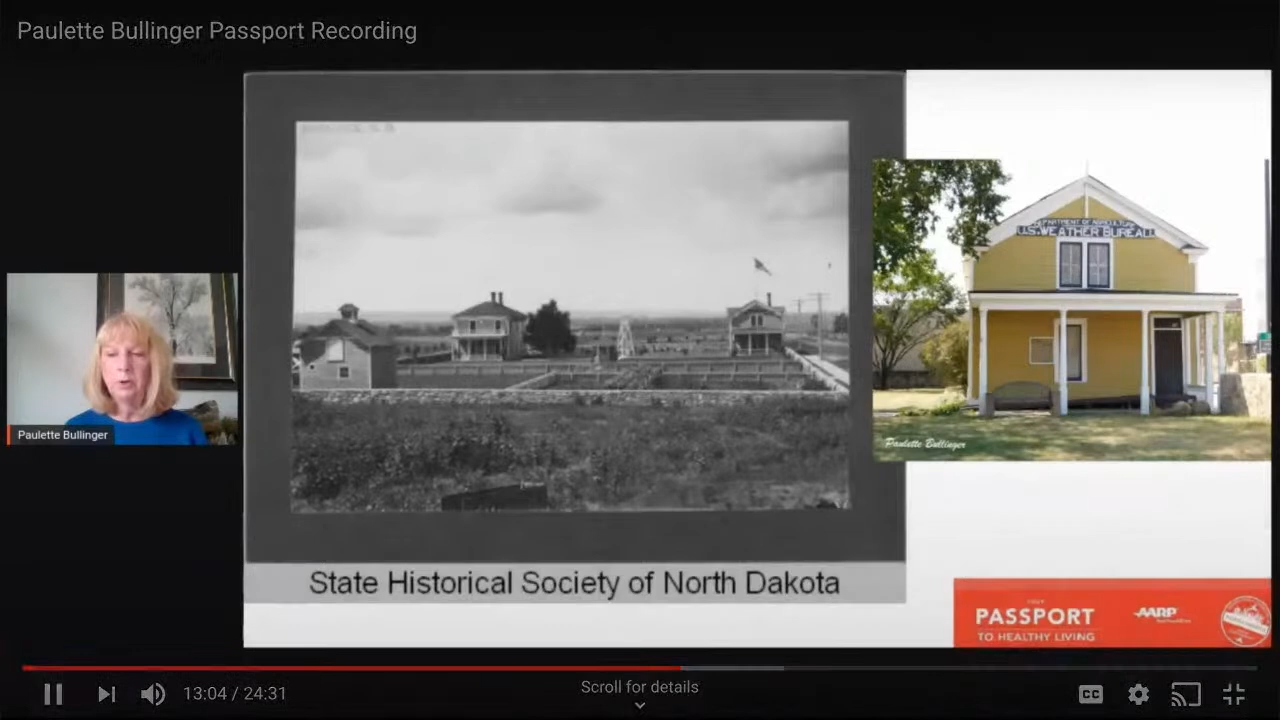 Paulette Bullinger Passport Recording
DEPARTMENT OF AGRICULTURE
U.S. WEATHER BUREAU
Paulette Bullinger
Paulette Bullinger
State Historical Society of North Dakota
PASSPORT
TO HEALTHY LIVING
AARP
13:04 / 24:31
Scroll for details
CC